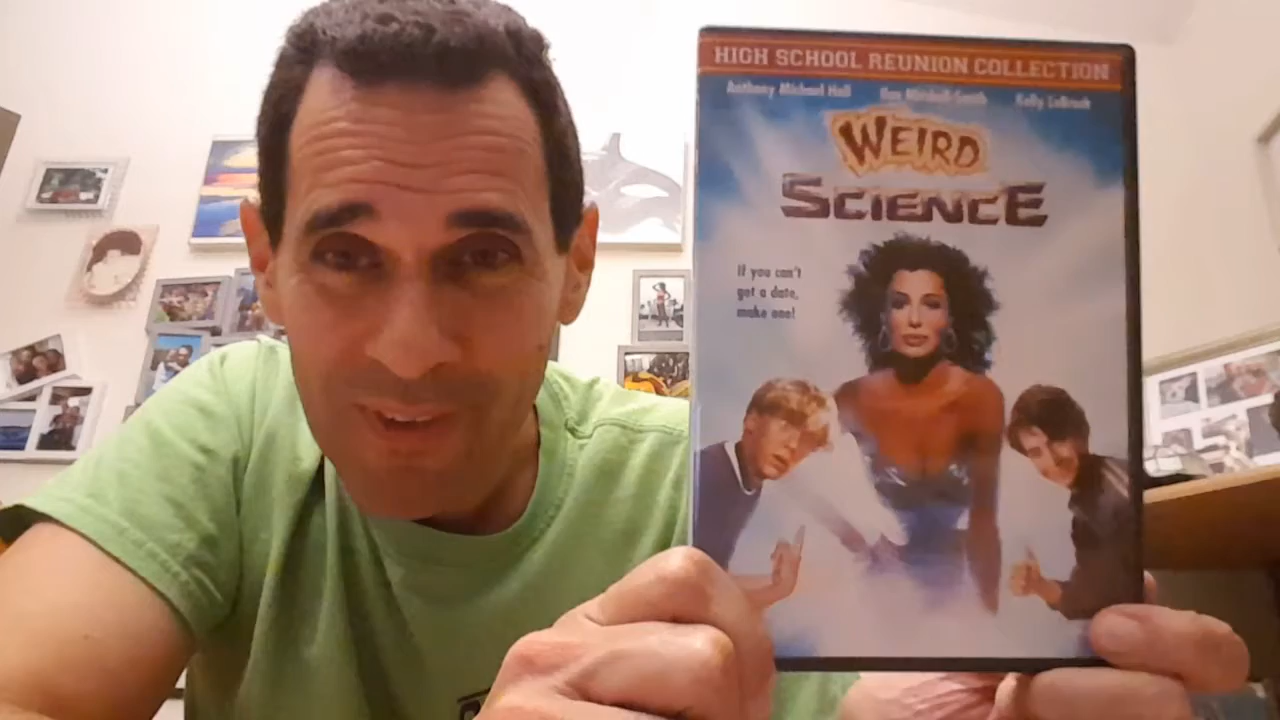 HIGH SCHOOL REUNION COLLECTION
Anthony Michael Hall Ilan Mitchell-Smith Kelly LeBrock
WEIRD
SCIENCE
If you can't
get a date,
make one!